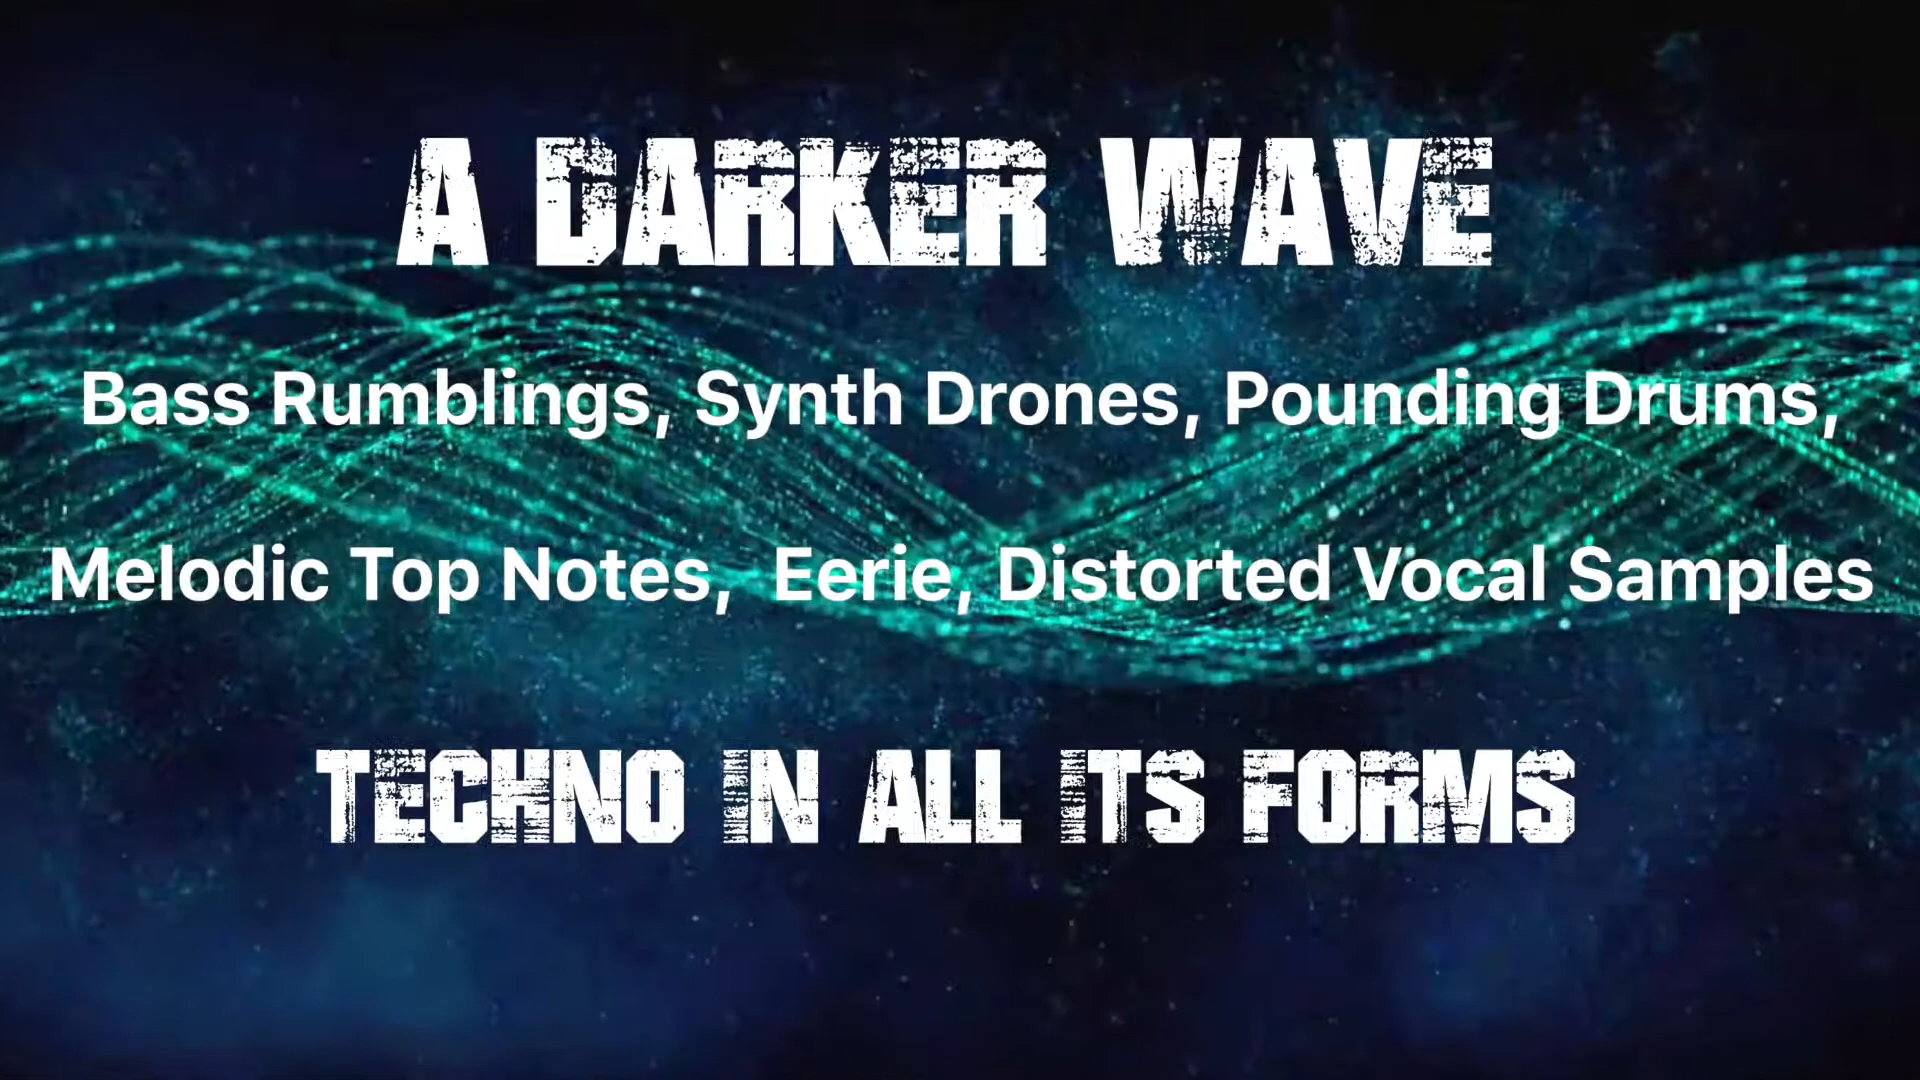 A DARKER WAVE
Bass Rumblings, Synth Drones, Pounding Drums,
Melodic Top Notes,  Eerie, Distorted Vocal Samples
TECHNO IN ALL ITS FORMS